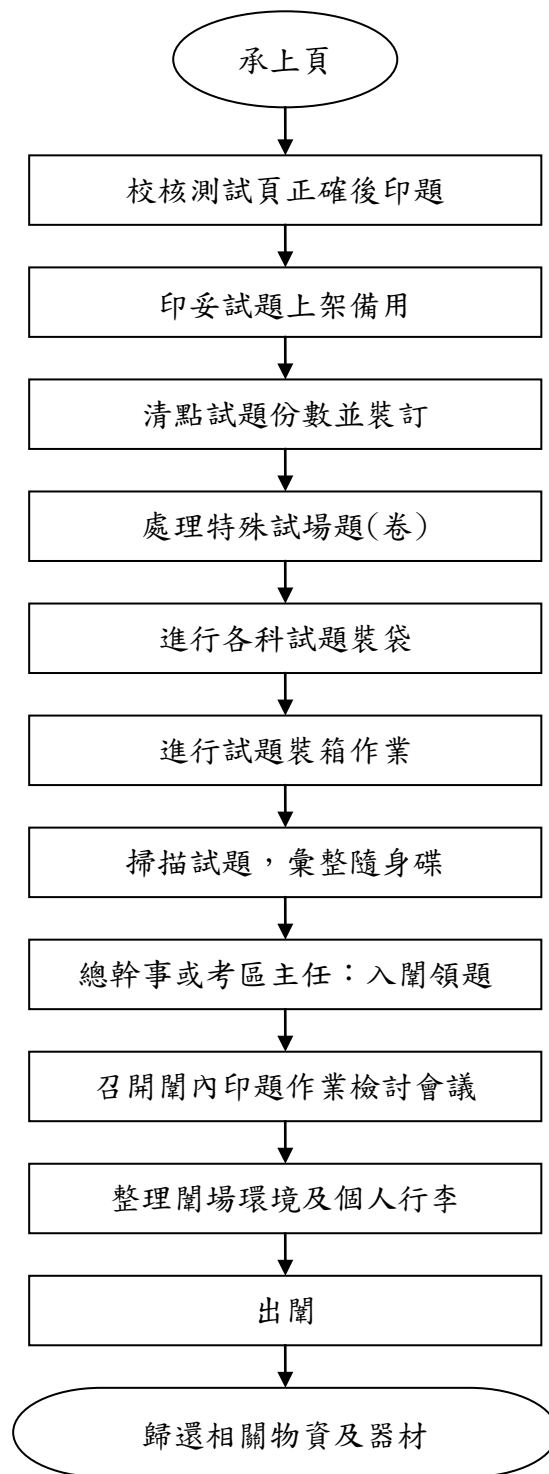 承上頁
校核測試頁正確後印題
印妥試題上架備用
清點試題份數並裝訂
處理特殊試場題(卷)
進行各科試題裝袋
進行試題裝箱作業
掃描試題，彙整隨身碟
總幹事或考區主任：入闈領題
召開闈內印題作業檢討會議
整理闈場環境及個人行李
出闈
歸還相關物資及器材